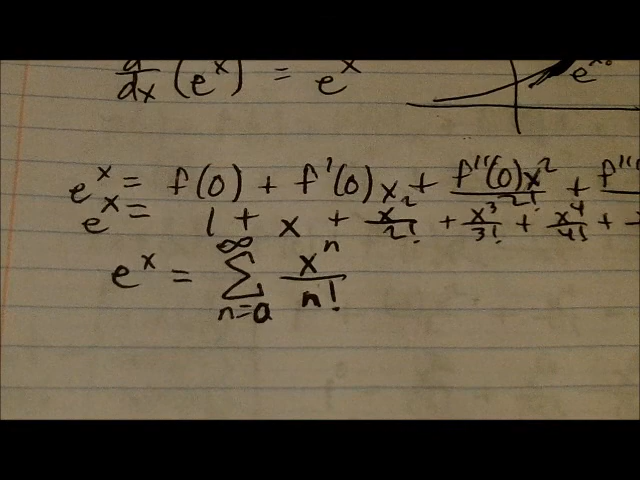 d/dx (e^x) = e^x
e^x
e^x = f(0) + f'(0)x + f''(0)x^2/2! + f'''
e^x = 1 + x + x^2/2! + x^3/3! + x^4/4! +
e^x = ∑_{n=0}^{∞} x^n/n!